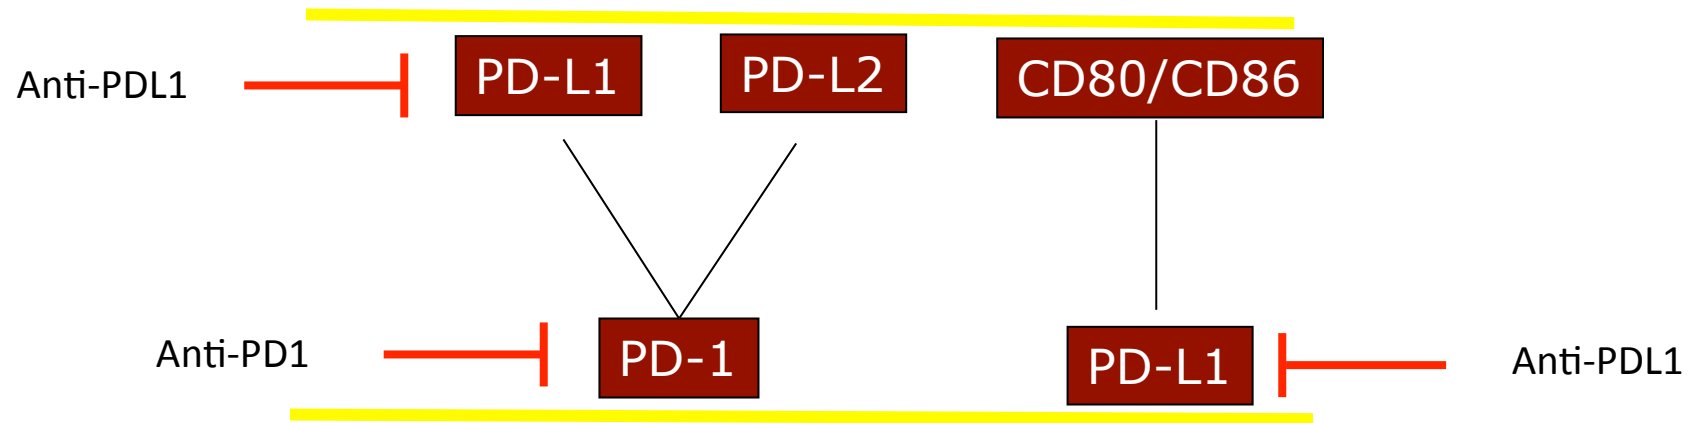 Anti-PDL1
PD-L1
PD-L2
CD80/CD86
Anti-PD1
PD-1
PD-L1
Anti-PDL1